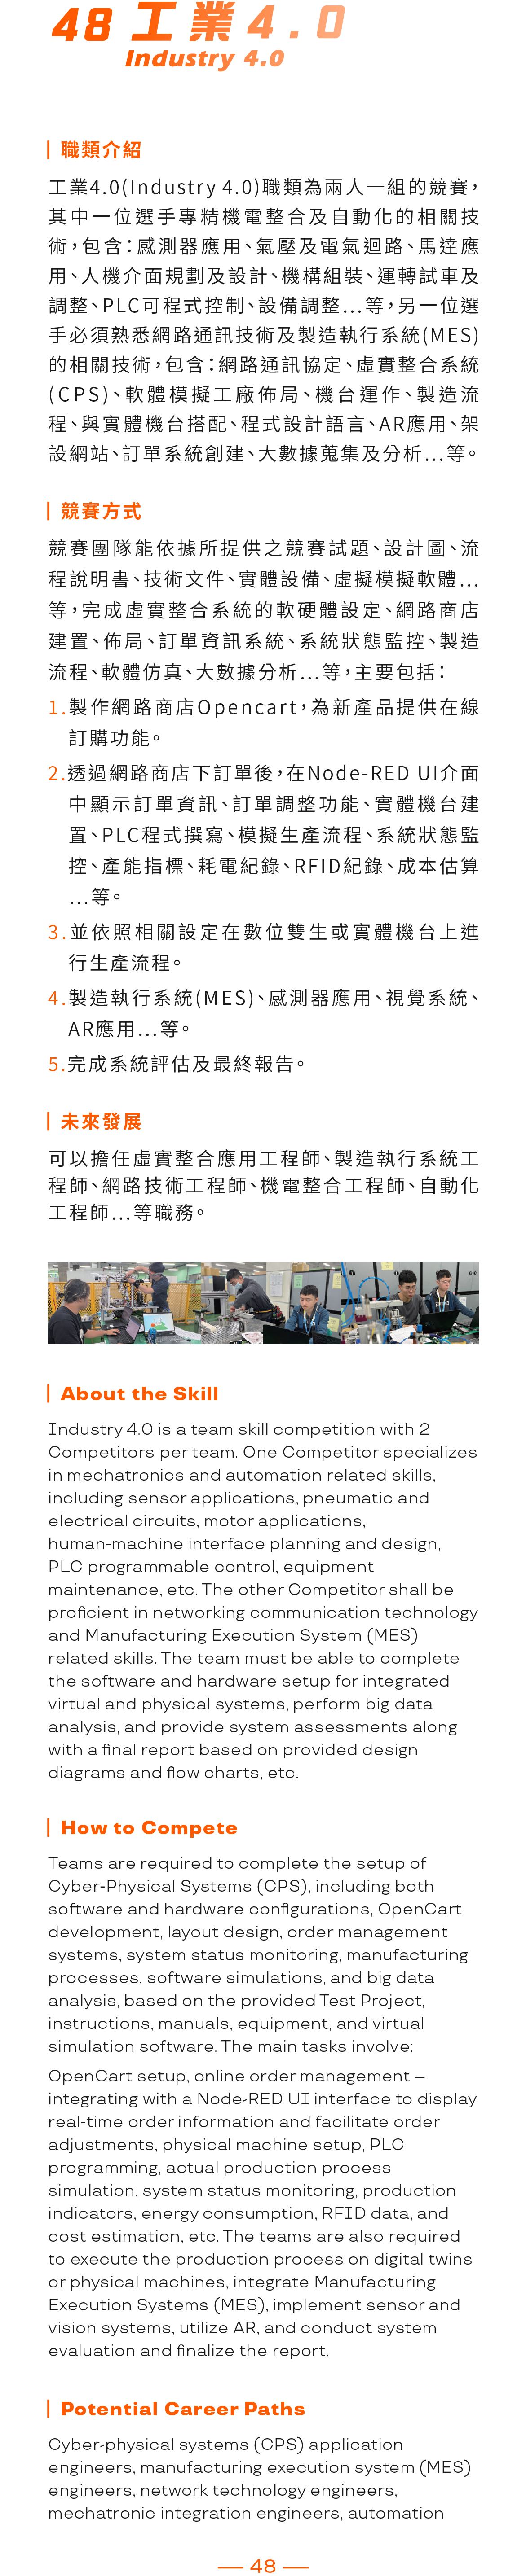 48 工業4.0
Industry 4.0
職類介紹
工業4.0(Industry 4.0)職類為兩人一組的競賽，
其中一位選手專精機電整合及自動化的相關技
術，包含：感測器應用、氣壓及電氣迴路、馬達應
用、人機介面規劃及設計、機構組裝、運轉試車及
調整、PLC可程式控制、設備調整…等，另一位選
手必須熟悉網路通訊技術及製造執行系統(MES)
的相關技術，包含：網路通訊協定、虛實整合系統
(CPS)、軟體模擬工廠佈局、機台運作、製造流
程、與實體機台搭配、程式設計語言、AR應用、架
設網站、訂單系統創建、大數據蒐集及分析…等。
競賽方式
競賽團隊能依據所提供之競賽試題、設計圖、流
程說明書、技術文件、實體設備、虛擬模擬軟體…
等，完成虛實整合系統的軟硬體設定、網路商店
建置、佈局、訂單資訊系統、系統狀態監控、製造
流程、軟體仿真、大數據分析…等，主要包括：
1.製作網路商店Opencart，為新產品提供在線
訂購功能。
2.透過網路商店下訂單後，在Node-RED UI介面
中顯示訂單資訊、訂單調整功能、實體機台建
置、PLC程式撰寫、模擬生產流程、系統狀態監
控、產能指標、耗電紀錄、RFID紀錄、成本估算
…等。
3.並依照相關設定在數位雙生或實體機台上進
行生產流程。
4.製造執行系統(MES)、感測器應用、視覺系統、
AR應用…等。
5.完成系統評估及最終報告。
未來發展
可以擔任虛實整合應用工程師、製造執行系統工
程師、網路技術工程師、機電整合工程師、自動化
工程師…等職務。
About the Skill
Industry 4.0 is a team skill competition with 2
Competitors per team. One Competitor specializes
in mechatronics and automation related skills,
including sensor applications, pneumatic and
electrical circuits, motor applications,
human-machine interface planning and design,
PLC programmable control, equipment
maintenance, etc. The other Competitor shall be
proficient in networking communication technology
and Manufacturing Execution System (MES)
related skills. The team must be able to complete
the software and hardware setup for integrated
virtual and physical systems, perform big data
analysis, and provide system assessments along
with a final report based on provided design
diagrams and flow charts, etc.
How to Compete
Teams are required to complete the setup of
Cyber-Physical Systems (CPS), including both
software and hardware configurations, OpenCart
development, layout design, order management
systems, system status monitoring, manufacturing
processes, software simulations, and big data
analysis, based on the provided Test Project,
instructions, manuals, equipment, and virtual
simulation software. The main tasks involve:
OpenCart setup, online order management –
integrating with a Node-RED UI interface to display
real-time order information and facilitate order
adjustments, physical machine setup, PLC
programming, actual production process
simulation, system status monitoring, production
indicators, energy consumption, RFID data, and
cost estimation, etc. The teams are also required
to execute the production process on digital twins
or physical machines, integrate Manufacturing
Execution Systems (MES), implement sensor and
vision systems, utilize AR, and conduct system
evaluation and finalize the report.
Potential Career Paths
Cyber-physical systems (CPS) application
engineers, manufacturing execution system (MES)
engineers, network technology engineers,
mechatronic integration engineers, automation
— 48 —